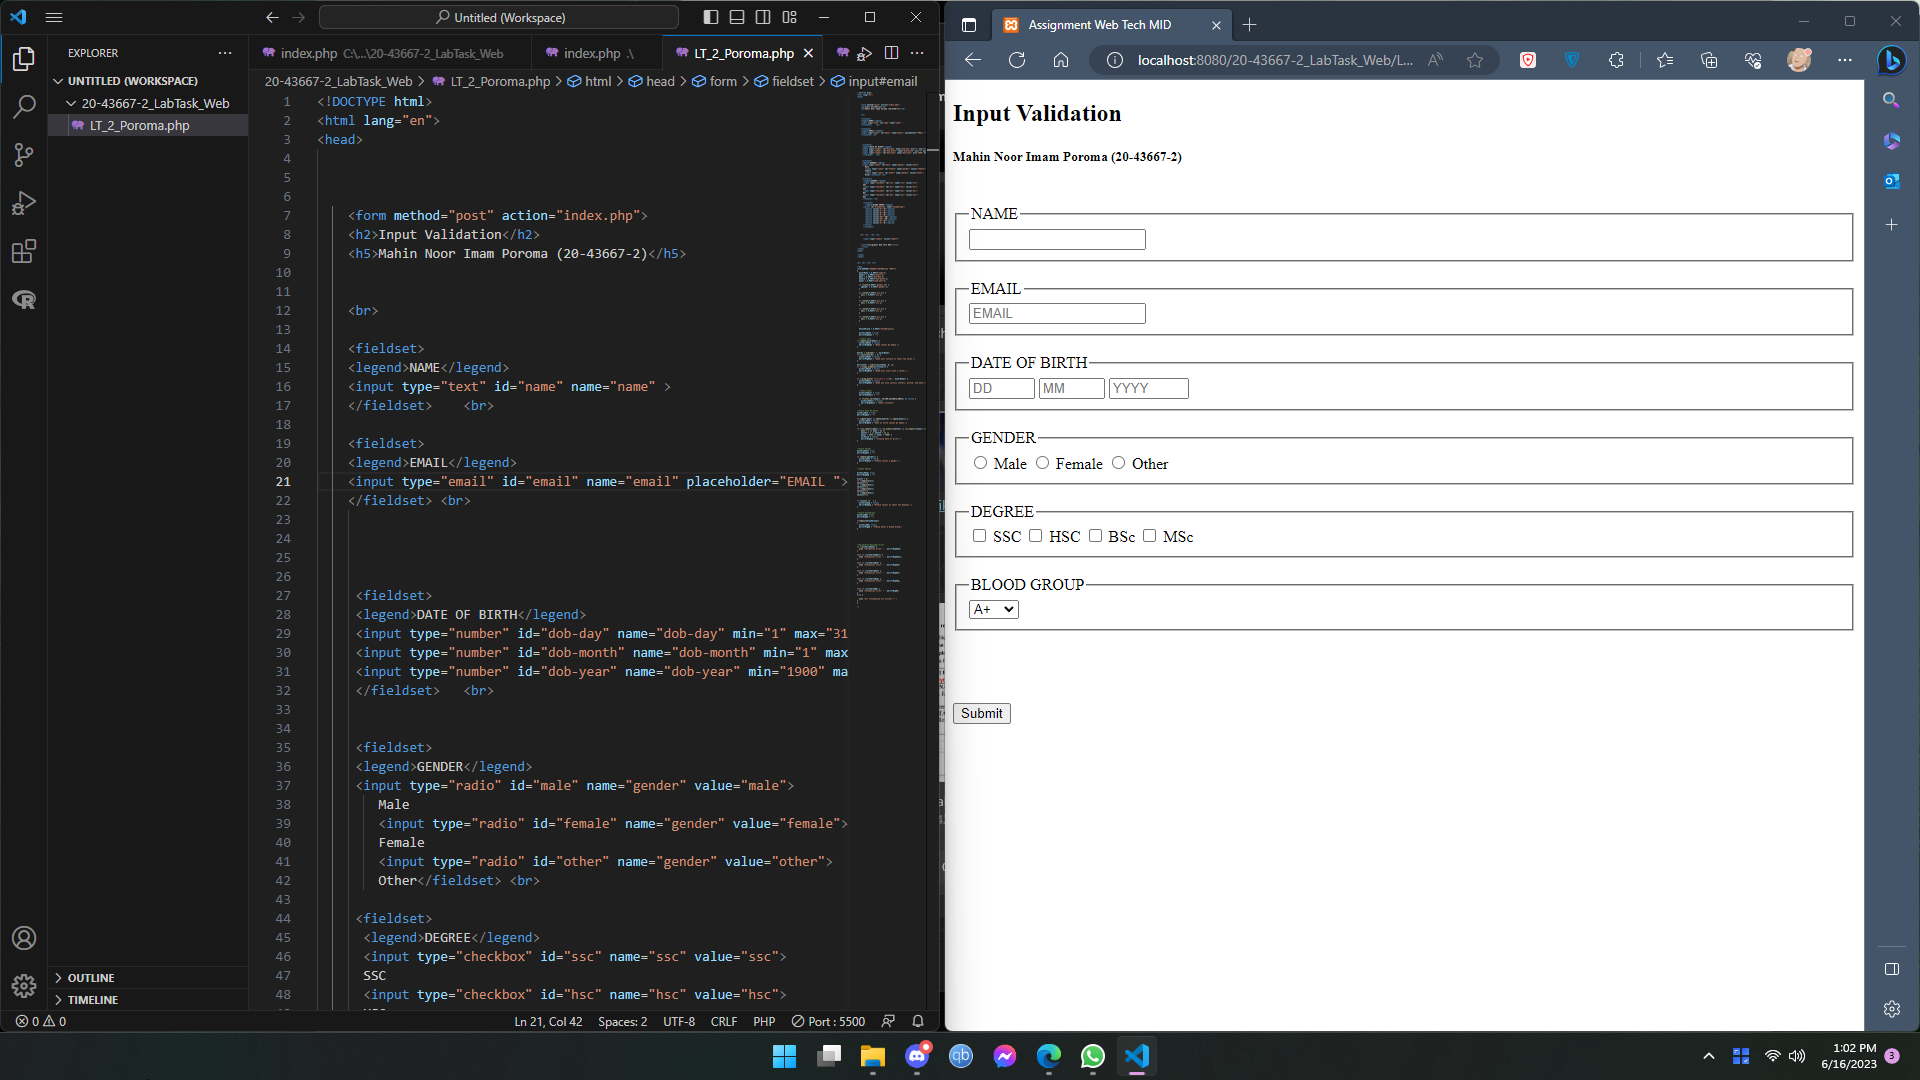 Untitled (Workspace)
EXPLORER
index.php C:\...\20-43667-2_LabTask_Web
index.php .\
LT_2_Poroma.php
UNTITLED (WORKSPACE)
20-43667-2_LabTask_Web
LT_2_Poroma.php
20-43667-2_LabTask_Web > LT_2_Poroma.php > html > head > form > fieldset > input#email
1 <!DOCTYPE html>
2 <html lang="en">
3 <head>
4
5
6
7 <form method="post" action="index.php">
8 <h2>Input Validation</h2>
9 <h5>Mahin Noor Imam Poroma (20-43667-2)</h5>
10
11
12 <br>
13
14 <fieldset>
15 <legend>NAME</legend>
16 <input type="text" id="name" name="name" >
17 </fieldset> <br>
18
19 <fieldset>
20 <legend>EMAIL</legend>
21 <input type="email" id="email" name="email" placeholder="EMAIL ">
22 </fieldset> <br>
23
24
25
26
27 <fieldset>
28 <legend>DATE OF BIRTH</legend>
29 <input type="number" id="dob-day" name="dob-day" min="1" max="31
30 <input type="number" id="dob-month" name="dob-month" min="1" max
31 <input type="number" id="dob-year" name="dob-year" min="1900" ma
32 </fieldset> <br>
33
34
35 <fieldset>
36 <legend>GENDER</legend>
37 <input type="radio" id="male" name="gender" value="male">
38 Male
39 <input type="radio" id="female" name="gender" value="female">
40 Female
41 <input type="radio" id="other" name="gender" value="other">
42 Other</fieldset> <br>
43
44 <fieldset>
45 <legend>DEGREE</legend>
46 <input type="checkbox" id="ssc" name="ssc" value="ssc">
47 SSC
48 <input type="checkbox" id="hsc" name="hsc" value="hsc">
OUTLINE
TIMELINE
0 0
Ln 21, Col 42 Spaces: 2 UTF-8 CRLF PHP Port : 5500
Assignment Web Tech MID
localhost:8080/20-43667-2_LabTask_Web/L...
Input Validation
Mahin Noor Imam Poroma (20-43667-2)
NAME
EMAIL
EMAIL
DATE OF BIRTH
DD MM YYYY
GENDER
Male Female Other
DEGREE
SSC HSC BSc MSc
BLOOD GROUP
A+
Submit
qb
1:02 PM
6/16/2023
3